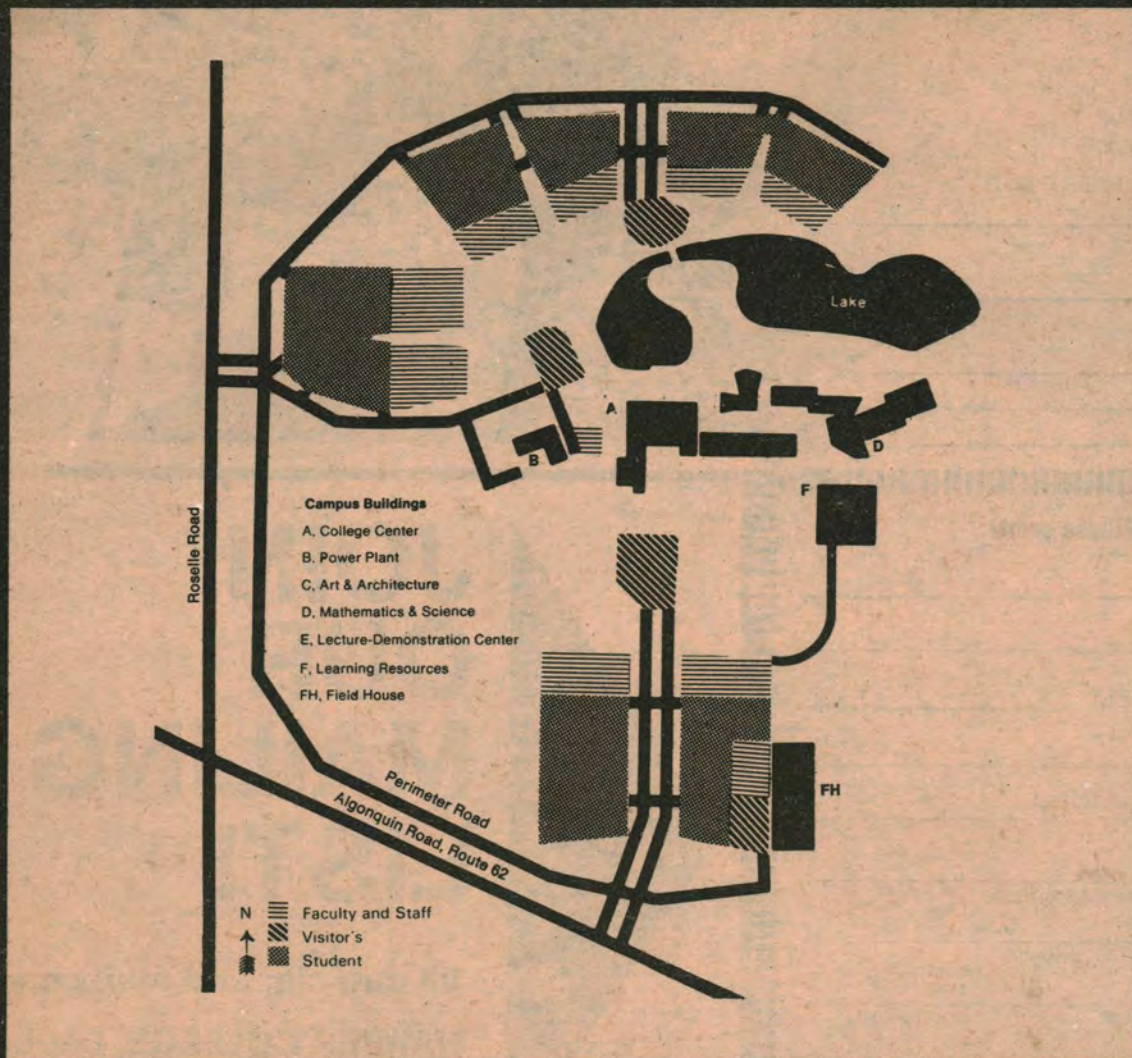 Lake
A
D
B
F
Roselle Road
Campus Buildings
A, College Center
B. Power Plant
C, Art & Architecture
D, Mathematics & Science
E, Lecture-Demonstration Center
F, Learning Resources
FH, Field House
FH
Perimeter Road
Algonquin Road, Route 62
N
Faculty and Staff
Visitor's
Student